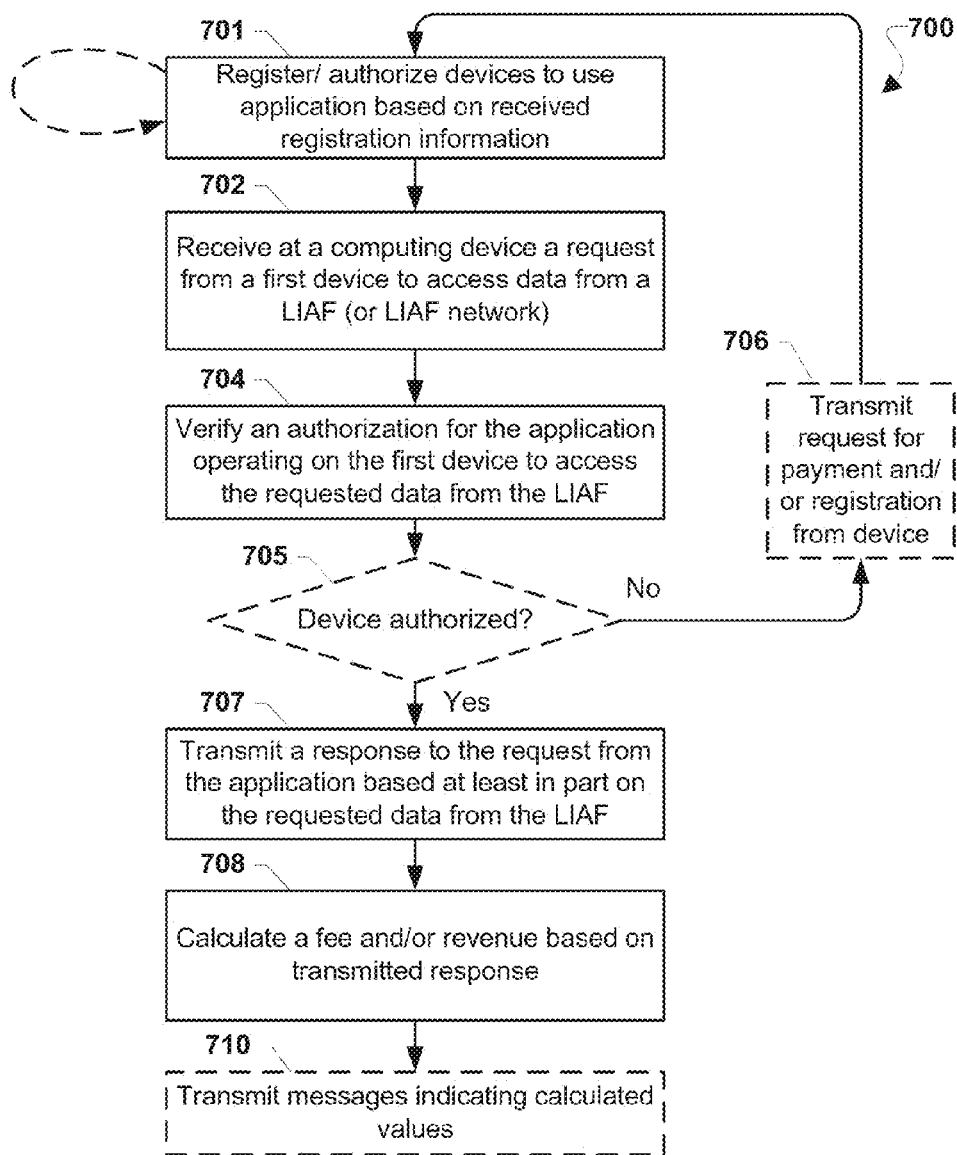 700
701
Register/ authorize devices to use
application based on received
registration information
702
Receive at a computing device a request
from a first device to access data from a
LIAF (or LIAF network)
704
Verify an authorization for the application
operating on the first device to access
the requested data from the LIAF
705
Device authorized?
No
706
Transmit
request for
payment and/
or registration
from device
Yes
707
Transmit a response to the request from
the application based at least in part on
the requested data from the LIAF
708
Calculate a fee and/or revenue based on
transmitted response
710
Transmit messages indicating calculated
values